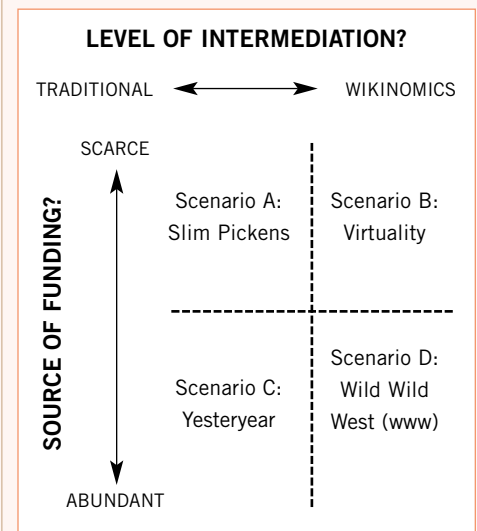 LEVEL OF INTERMEDIATION?
TRADITIONAL
WIKINOMICS
SCARCE
SOURCE OF FUNDING?
Scenario A:
Slim Pickens
Scenario B:
Virtuality
Scenario C:
Yesteryear
Scenario D:
Wild Wild
West (www)
ABUNDANT